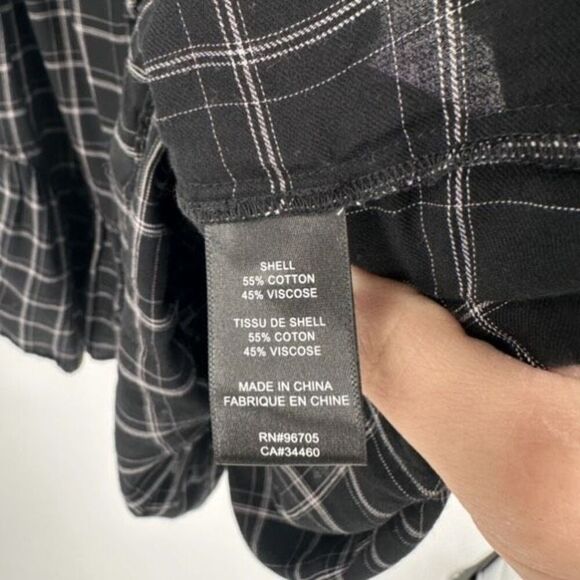 SHELL
55% COTTON
45% VISCOSE
TISSU DE SHELL
55% COTON
45% VISCOSE
MADE IN CHINA
FABRIQUE EN CHINE
RN#96705
CA#34460